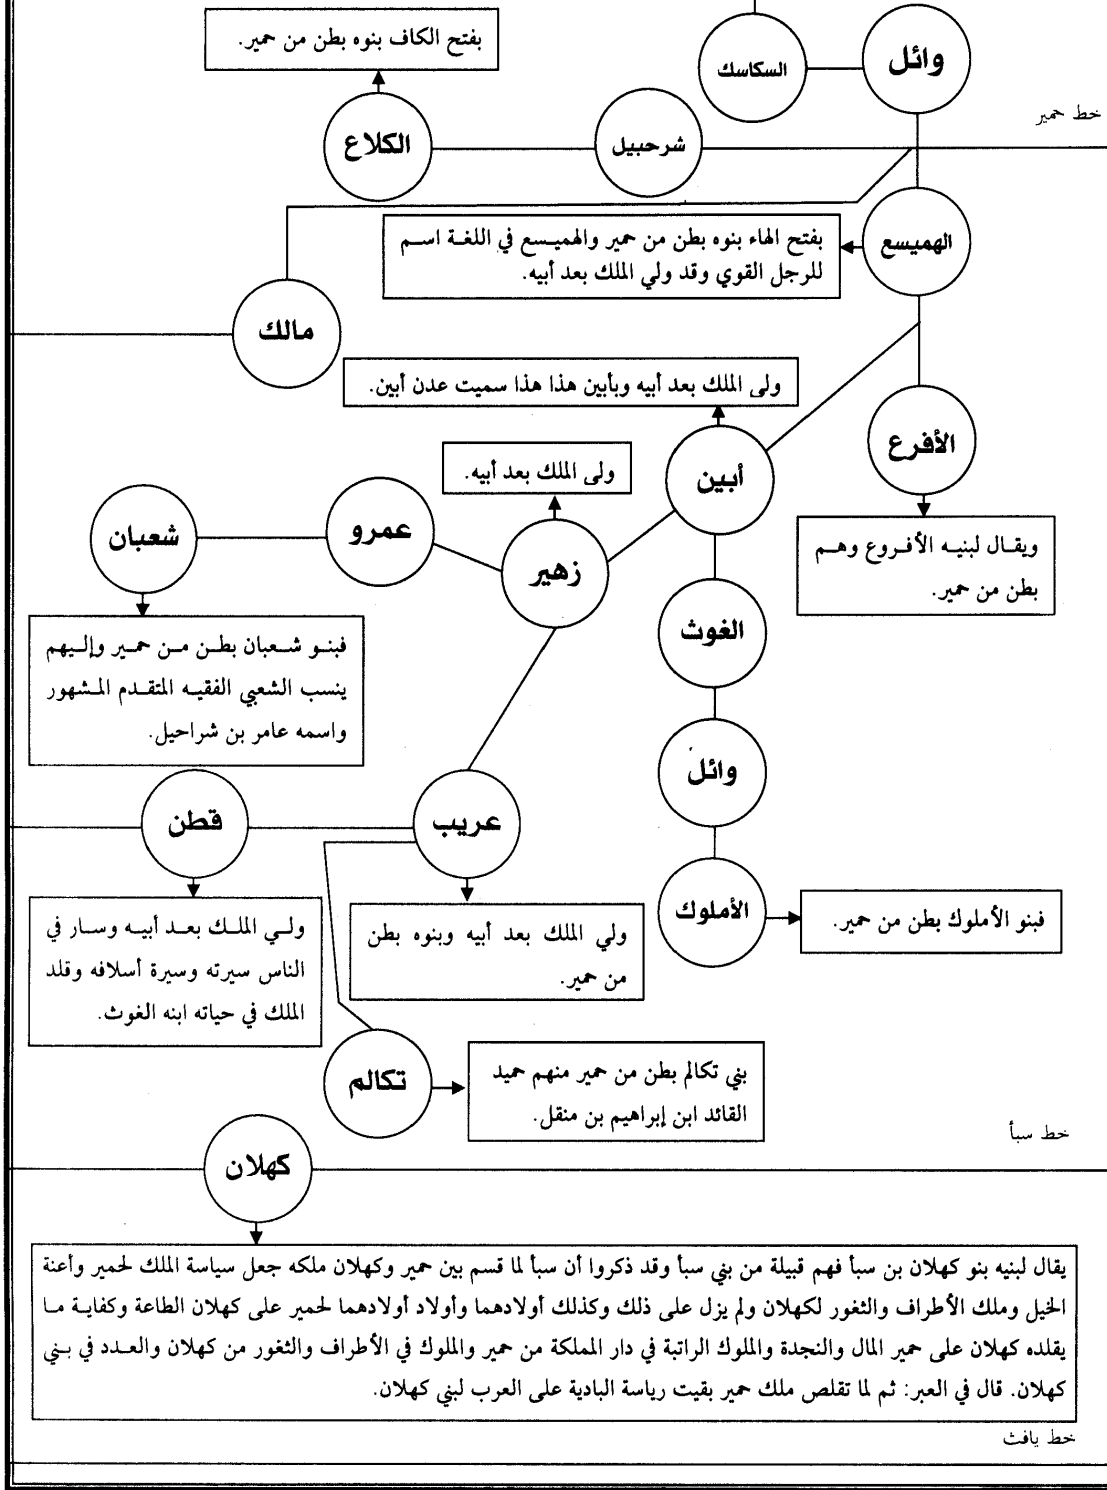 بفتح الكاف بنوه بطن من حمير.
وائل
السكاسك
خط حمير
شرحبيل
الكلاع
الهميسع
بفتح الهاء بنوه بطن من حمير والهميسع في اللغة اسم
للرجل القوي وقد ولي الملك بعد أبيه.
مالك
ولى الملك بعد أبيه وبأبين هذا هذا سميت عدن أبين.
الأفرع
أبين
ولى الملك بعد أبيه.
عمرو
شعبان
زهير
ويقال لبنيه الأفروع وهم
بطن من حمير.
الغوث
فبنو شعبان بطن من حمير وإليهم
ينسب الشعبي الفقيه المتقدم المشهور
واسمه عامر بن شراحيل.
وائل
عريب
قطن
الأملوك
فبنو الأملوك بطن من حمير.
ولي الملك بعد أبيه وبنوه بطن
من حمير.
ولي الملك بعد أبيه وسار في
الناس سيرته وسيرة أسلافه وقلد
الملك في حياته ابنه الغوث.
تكالم
بني تكالم بطن من حمير منهم حميد
القائد ابن إبراهيم بن منقل.
خط سبأ
كهلان
يقال لبنيه بنو كهلان بن سبأ فهم قبيلة من بني سبأ وقد ذكروا أن سبأ لما قسم بين حمير وكهلان ملكه جعل سياسة الملك لحمير وأعنة
الخيل وملك الأطراف والثغور لكهلان ولم يزل على ذلك وكذلك أولادهما وأولاد أولادهما لحمير على كهلان الطاعة وكفاية ما
يقلده كهلان على حمير المال والنجدة والملوك الراتبة في دار المملكة من حمير والملوك في الأطراف والثغور من كهلان والعدد في بني
كهلان. قال في العبر: ثم لما تقلص ملك حمير بقيت رياسة البادية على العرب لبني كهلان.
خط يافث